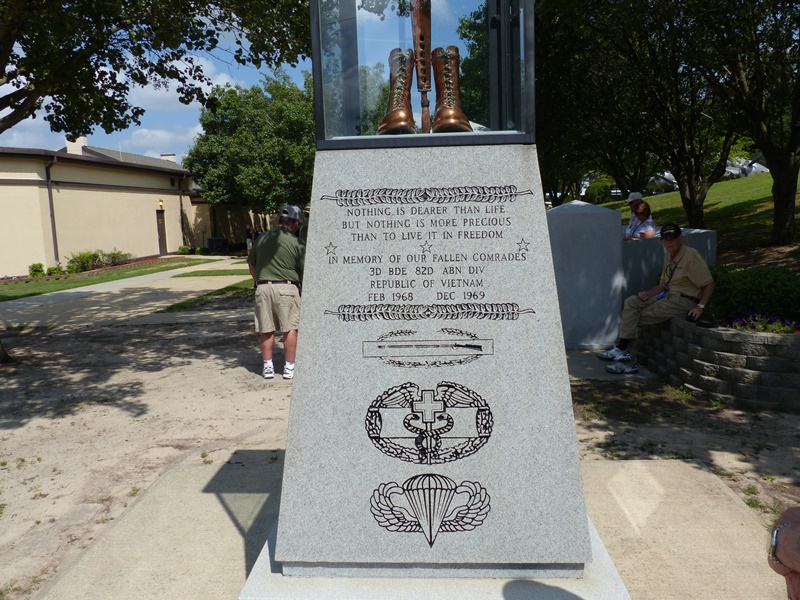 NOTHING IS DEARER THAN LIFE
BUT NOTHING IS MORE PRECIOUS
THAN TO LIVE IT IN FREEDOM
IN MEMORY OF OUR FALLEN COMRADES
3D BDE 82D ABN DIV
REPUBLIC OF VIETNAM
FEB 1968 DEC 1969